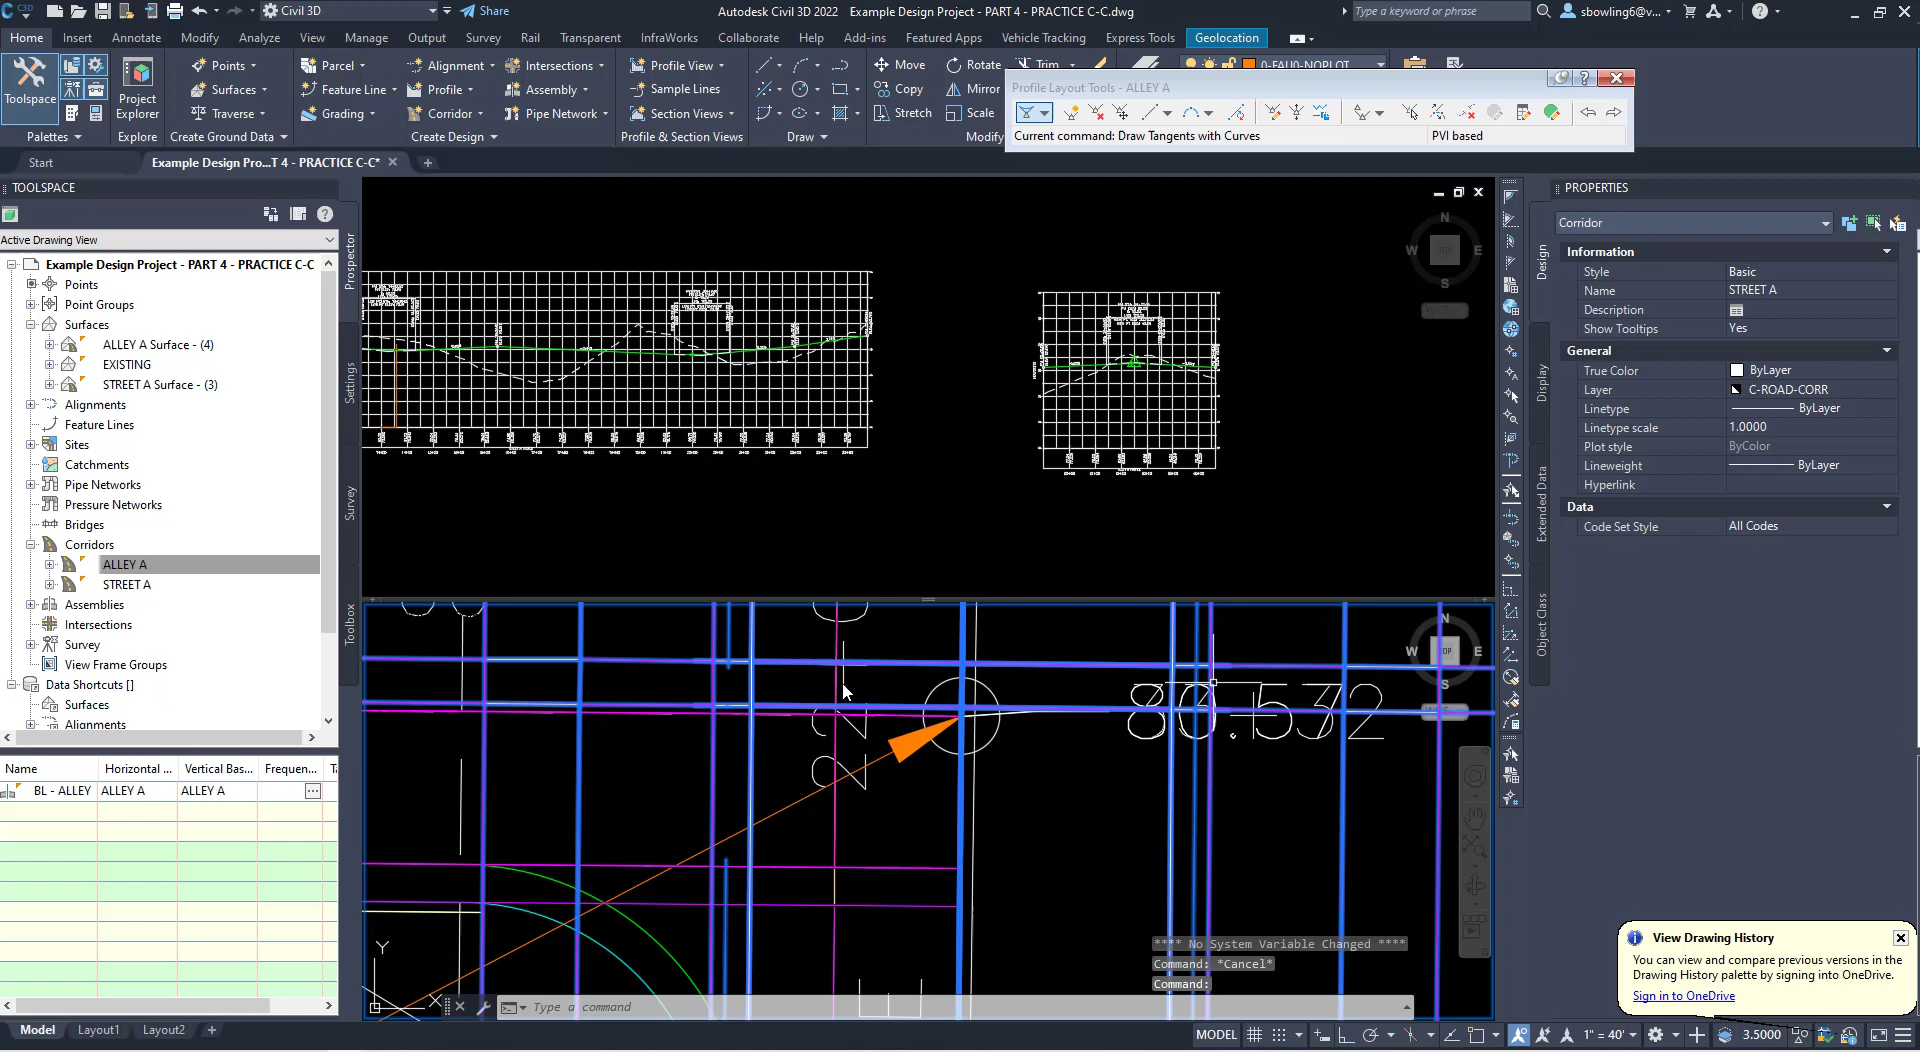 C3D
Civil 3D
Share
Autodesk Civil 3D 2022 Example Design Project - PART 4 - PRACTICE C-C.dwg
Type a keyword or phrase
sbowling6@v...
Home Insert Annotate Modify Analyze View Manage Output Survey Rail Transparent InfraWorks Collaborate Help Add-ins Featured Apps Vehicle Tracking Express Tools Geolocation
Toolspace
Project
Explorer
Points
Surfaces
Traverse
Parcel
Feature Line
Grading
Alignment
Profile
Corridor
Intersections
Assembly
Pipe Network
Profile View
Sample Lines
Section Views
Move
Copy
Stretch
Rotate
Mirror
Scale
Trim
0-FAU0-NOPLOT
Palettes Explore Create Ground Data Create Design Profile & Section Views Draw Modify
Profile Layout Tools - ALLEY A
Current command: Draw Tangents with Curves
PVI based
Start
Example Design Pro...T 4 - PRACTICE C-C*
TOOLSPACE
Active Drawing View
Example Design Project - PART 4 - PRACTICE C-C
Points
Point Groups
Surfaces
ALLEY A Surface - (4)
EXISTING
STREET A Surface - (3)
Alignments
Feature Lines
Sites
Catchments
Pipe Networks
Pressure Networks
Bridges
Corridors
ALLEY A
STREET A
Assemblies
Intersections
Survey
View Frame Groups
Data Shortcuts []
Surfaces
Alignments
Prospector
Settings
Survey
Toolbox
Name Horizontal ... Vertical Bas... Frequen...
BL - ALLEY ALLEY A ALLEY A ...
N
W E
S
N
W TOP E
S
80.532
22
Y
X
**** No System Variable Changed ****
Command: *Cancel*
Command:
Type a command
PROPERTIES
Corridor
Design
Display
Extended Data
Object Class
Information
Style Basic
Name STREET A
Description
Show Tooltips Yes
General
True Color ByLayer
Layer C-ROAD-CORR
Linetype ByLayer
Linetype scale 1.0000
Plot style ByColor
Lineweight ByLayer
Hyperlink
Data
Code Set Style All Codes
View Drawing History
You can view and compare previous versions in the
Drawing History palette by signing into OneDrive.
Sign in to OneDrive
Model Layout1 Layout2
MODEL
1" = 40'
3.5000